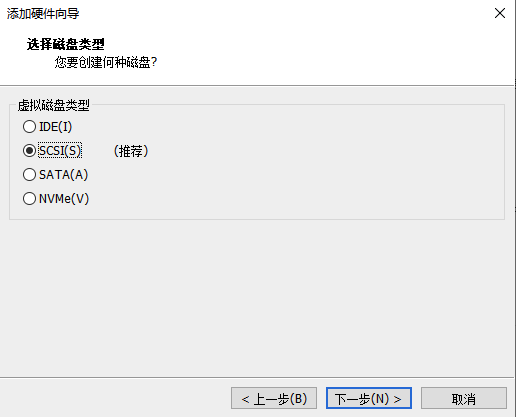 添加硬件向导
选择磁盘类型
您要创建何种磁盘?
虚拟磁盘类型
IDE(I)
SCSI(S) （推荐）
SATA(A)
NVMe(V)
< 上一步(B) 下一步(N) > 取消